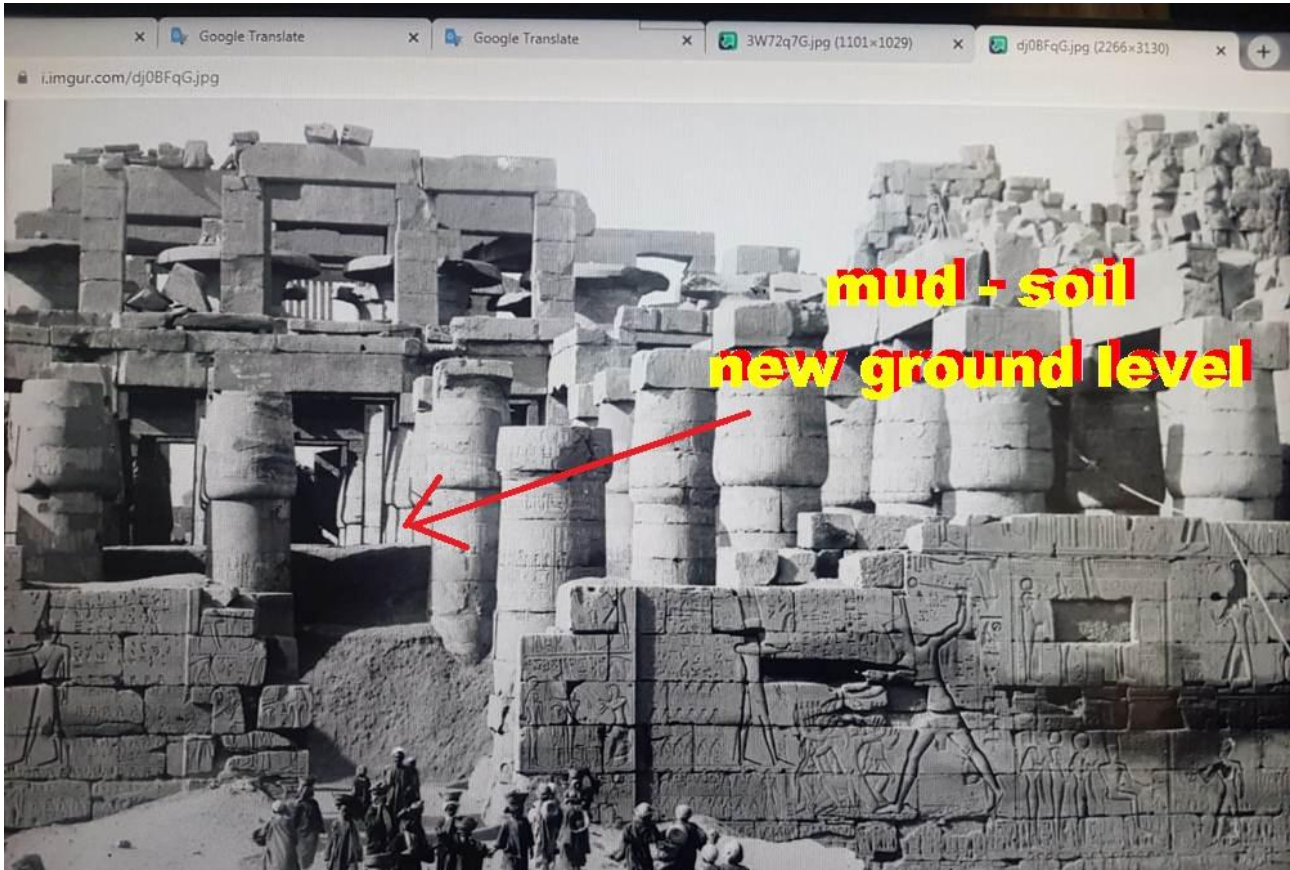 Google Translate
Google Translate
3W72q7G.jpg (1101×1029)
dj0BFqG.jpg (2266×3130)
i.imgur.com/dj0BFqG.jpg
mud - soil
new ground level